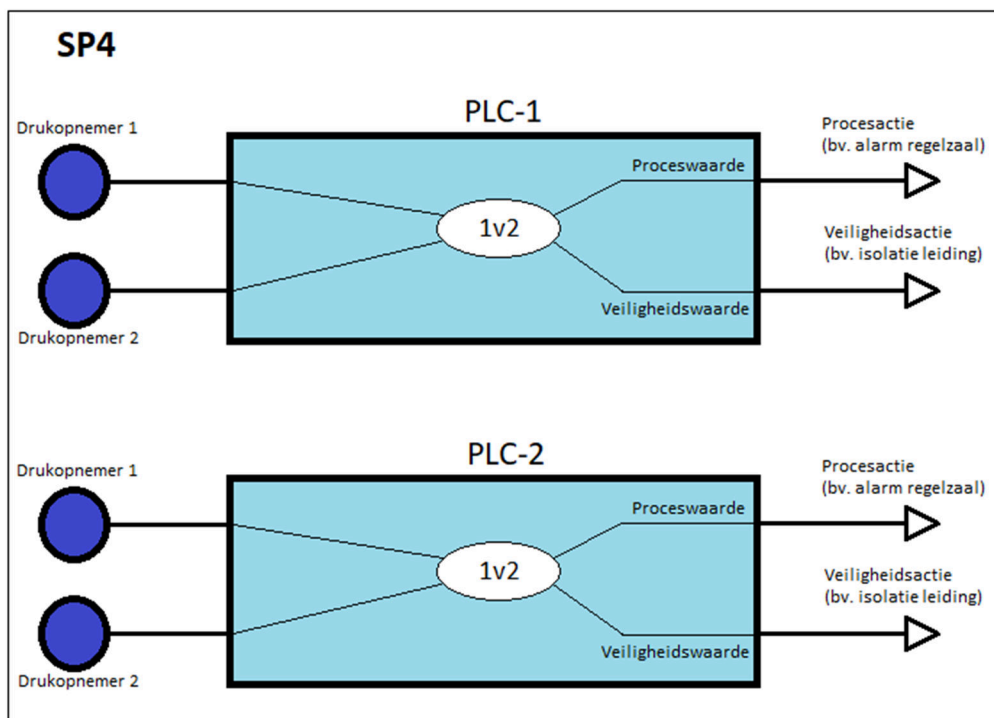 SP4
PLC-1
Drukopnemer 1
Drukopnemer 2
1v2
Proceswaarde
Veiligheidswaarde
Procesactie
(bv. alarm regelzaal)
Veiligheidsactie
(bv. isolatie leiding)
PLC-2
Drukopnemer 1
Drukopnemer 2
1v2
Proceswaarde
Veiligheidswaarde
Procesactie
(bv. alarm regelzaal)
Veiligheidsactie
(bv. isolatie leiding)